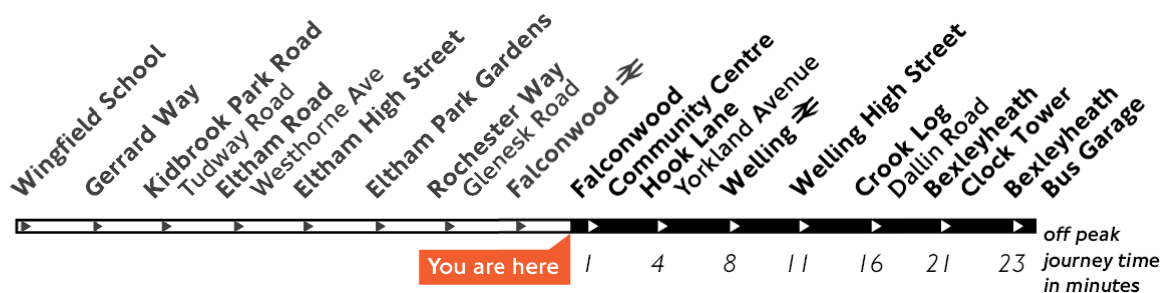 Wingfield School
Gerrard Way
Kidbrook Park Road
Tudway Road
Eltham Road
Westhorne Ave
Eltham High Street
Eltham Park Gardens
Rochester Way
Glenesk Road
Falconwood
Falconwood
Community Centre
Hook Lane
Yorkland Avenue
Welling
Welling High Street
Crook Log
Dallin Road
Bexleyheath
Clock Tower
Bexleyheath
Bus Garage
You are here
1 4 8 11 16 21 23
off peak
journey time
in minutes